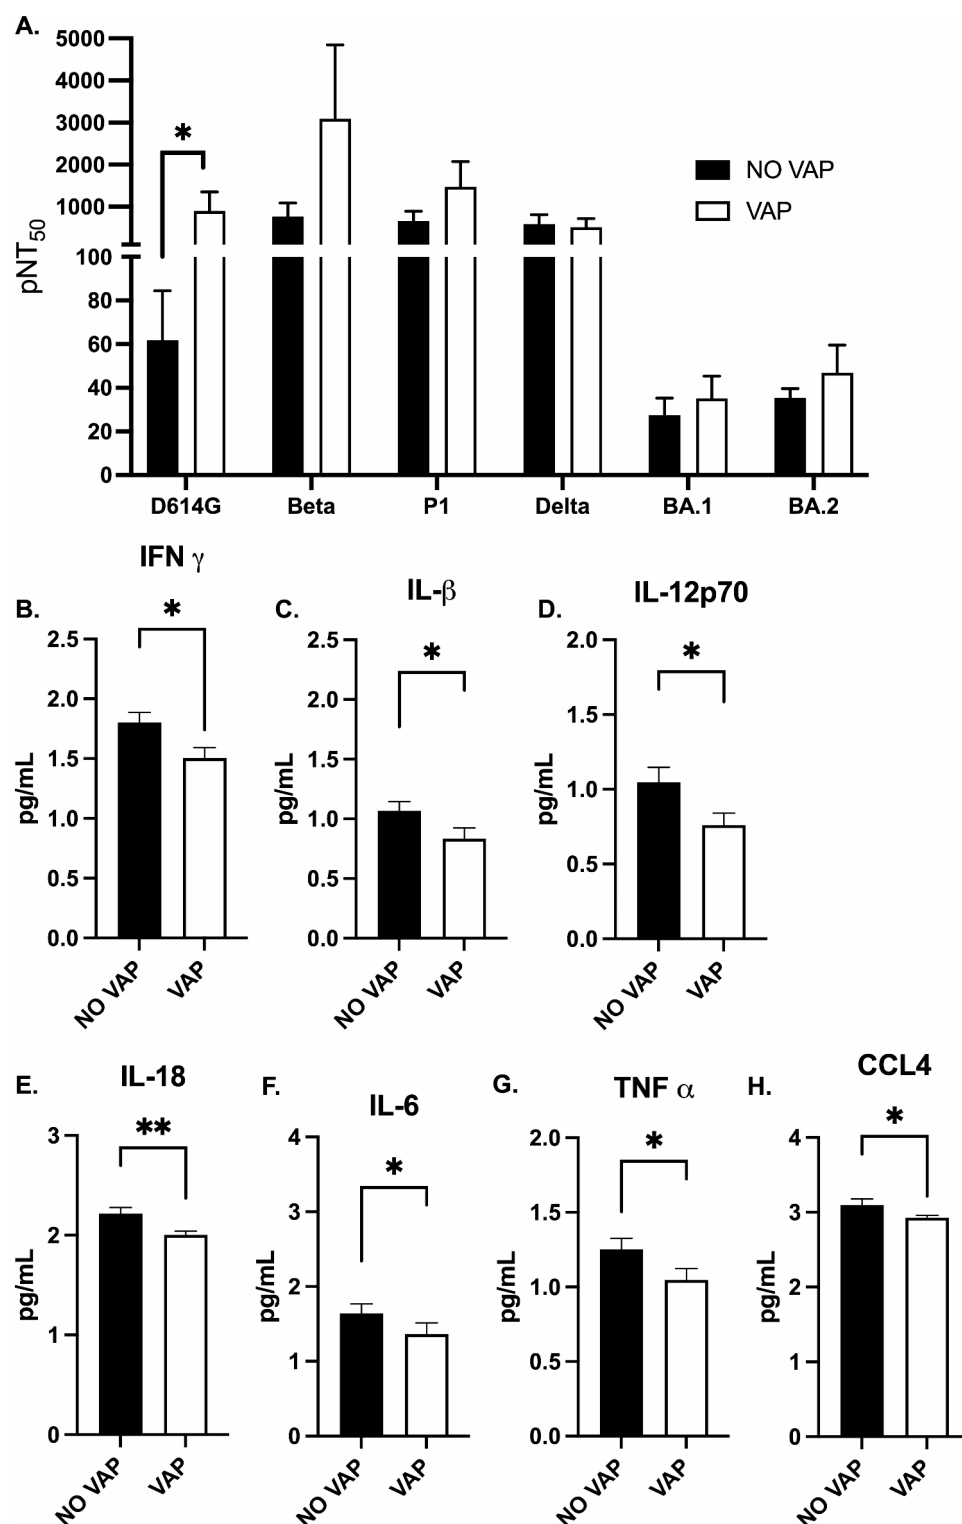 A.
5000
4000
3000
2000
1000
100
80
60
40
20
0
pNT50
*
NO VAP
VAP
D614G Beta P1 Delta BA.1 BA.2
B.
IFN γ
*
2.5
2.0
1.5
1.0
0.5
0.0
pg/mL
NO VAP
VAP
C.
IL-β
*
2.5
2.0
1.5
1.0
0.5
0.0
pg/mL
NO VAP
VAP
D.
IL-12p70
*
2.0
1.5
1.0
0.5
0.0
pg/mL
NO VAP
VAP
E.
IL-18
**
3
2
1
0
pg/mL
NO VAP
VAP
F.
IL-6
*
4
3
2
1
0
pg/mL
NO VAP
VAP
G.
TNF α
*
2.0
1.5
1.0
0.5
0.0
pg/mL
NO VAP
VAP
H.
CCL4
*
4
3
2
1
0
pg/mL
NO VAP
VAP